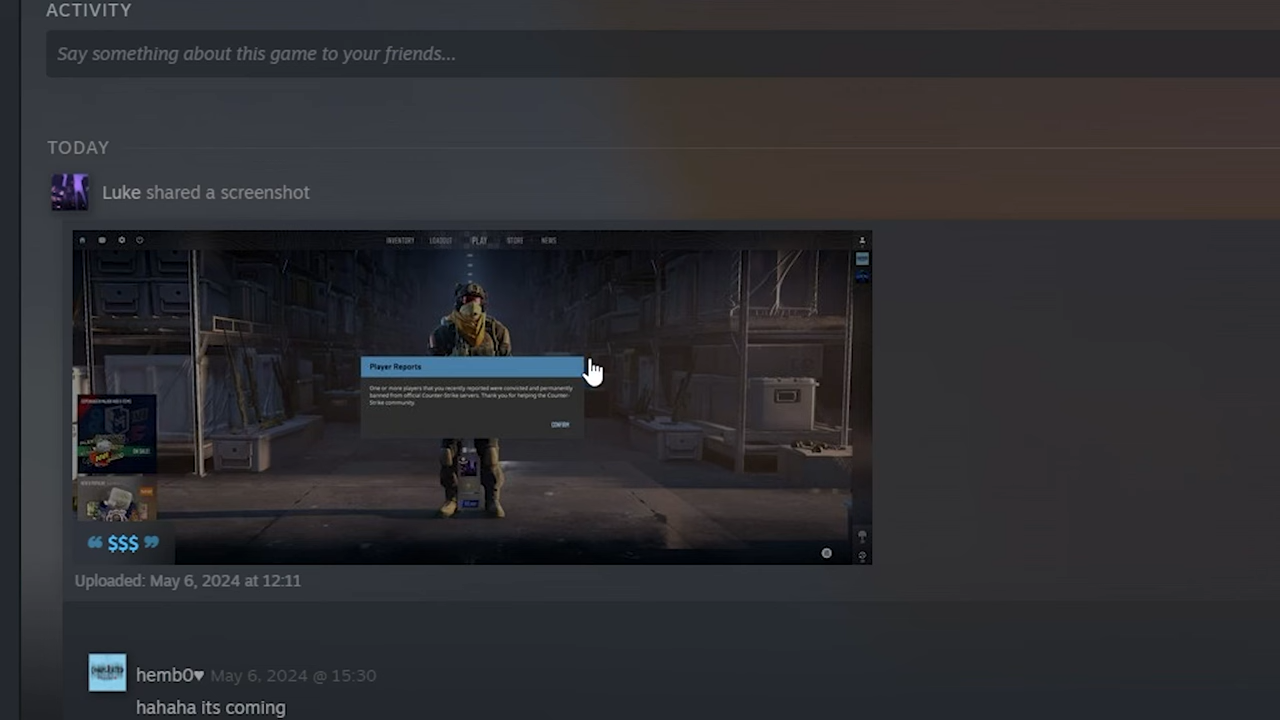 ACTIVITY
Say something about this game to your friends...
TODAY
Luke shared a screenshot
INVENTORY LOADOUT PLAY STORE NEWS
Player Reports
One or more players that you recently reported were convicted and permanently
banned from official Counter-Strike servers. Thank you for helping the Counter-
Strike community.
CONFIRM
ON SALE!
“ $$$ ”
Uploaded: May 6, 2024 at 12:11
hemb0♥ May 6, 2024 @ 15:30
hahaha its coming